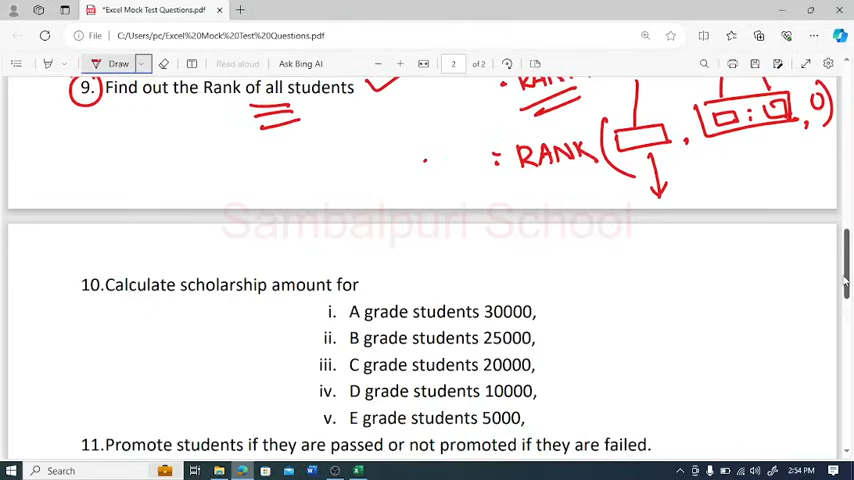 *Excel Mock Test Questions.pdf
C:/Users/pc/Excel%20Mock%20Test%20Questions.pdf
Draw
Read aloud
Ask Bing AI
2 of 2
9. Find out the Rank of all students
: RANK
= RANK( , : , 0)
Sambalpuri School
10.Calculate scholarship amount for
i. A grade students 30000,
ii. B grade students 25000,
iii. C grade students 20000,
iv. D grade students 10000,
v. E grade students 5000,
11.Promote students if they are passed or not promoted if they are failed.
Search
2:54 PM